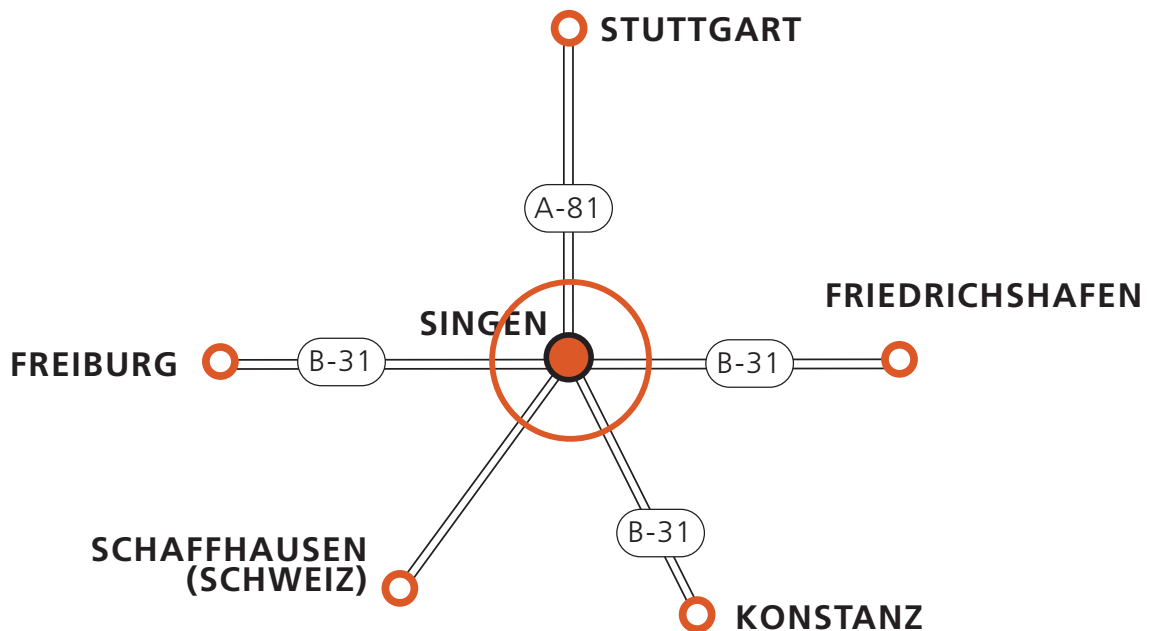 STUTTGART
A-81
FRIEDRICHSHAFEN
SINGEN
FREIBURG
B-31
B-31
B-31
SCHAFFHAUSEN
(SCHWEIZ)
KONSTANZ